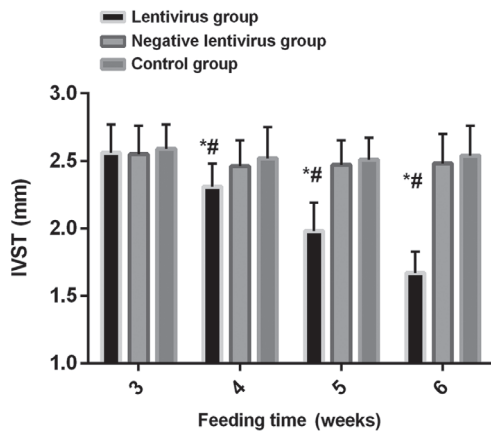 Lentivirus group
Negative lentivirus group
Control group
3.0
2.5
2.0
1.5
1.0
IVST (mm)
*#
*#
*#
3 4 5 6
Feeding time (weeks)